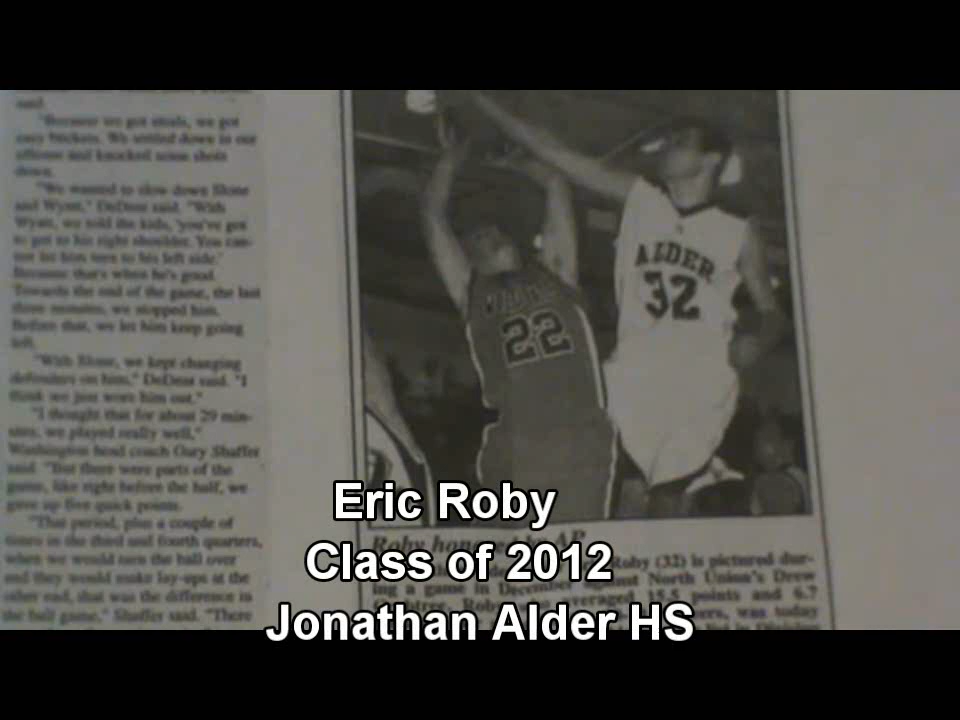 said.
"Because we got steals, we got
easy buckets. We settled down in our
offense and knocked some shots
down.
"We wanted to slow down Shine
and Wyatt," DeDent said. "With
Wyatt, we told the kids, 'you've got
to get to his right shoulder. You can-
not let him turn to his left side.'
Because that's when he's good.
Towards the end of the game, the last
three minutes, we stopped him.
Before that, we let him keep going
left.
"With Shine, we kept changing
defenders on him," DeDent said. "I
think we just wore him out."
"I thought that for about 29 min-
utes, we played really well,"
Washington head coach Gary Shaffer
said. "But there were parts of the
game, like right before the half, we
gave up five quick points.
"That period, plus a couple of
times in the third and fourth quarters,
when we would turn the ball over
and they would make lay-ups at the
other end, that was the difference in
the ball game," Shaffer said. "There
22
ALDER
32
Roby (32) is pictured dur-
ing a game in December North Union's Drew
averaged 15.5 points and 6.7
was today
Eric Roby
Class of 2012
Jonathan Alder HS